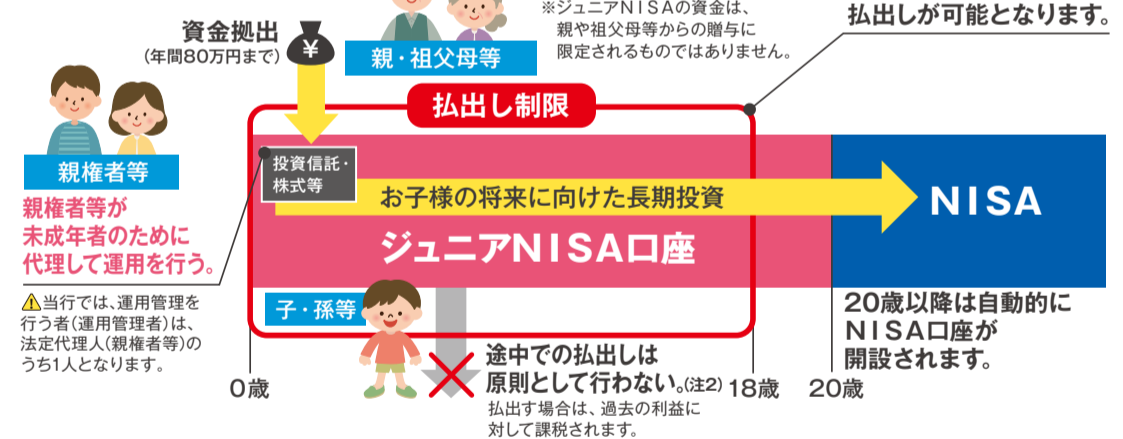 ※ジュニアNISAの資金は、
親や祖父母等からの贈与に
限定されるものではありません。
払出しが可能となります。
資金拠出
(年間80万円まで)
¥
親・祖父母等
払出し制限
親権者等
投資信託・
株式等
お子様の将来に向けた長期投資
NISA
ジュニアNISA口座
親権者等が
未成年者のために
代理して運用を行う。
⚠当行では、運用管理を
行う者(運用管理者)は、
法定代理人(親権者等)の
うち1人となります。
子・孫等
20歳以降は自動的に
NISA口座が
開設されます。
途中での払出しは
原則として行わない。(注2)
払出す場合は、過去の利益に
対して課税されます。
0歳
18歳
20歳